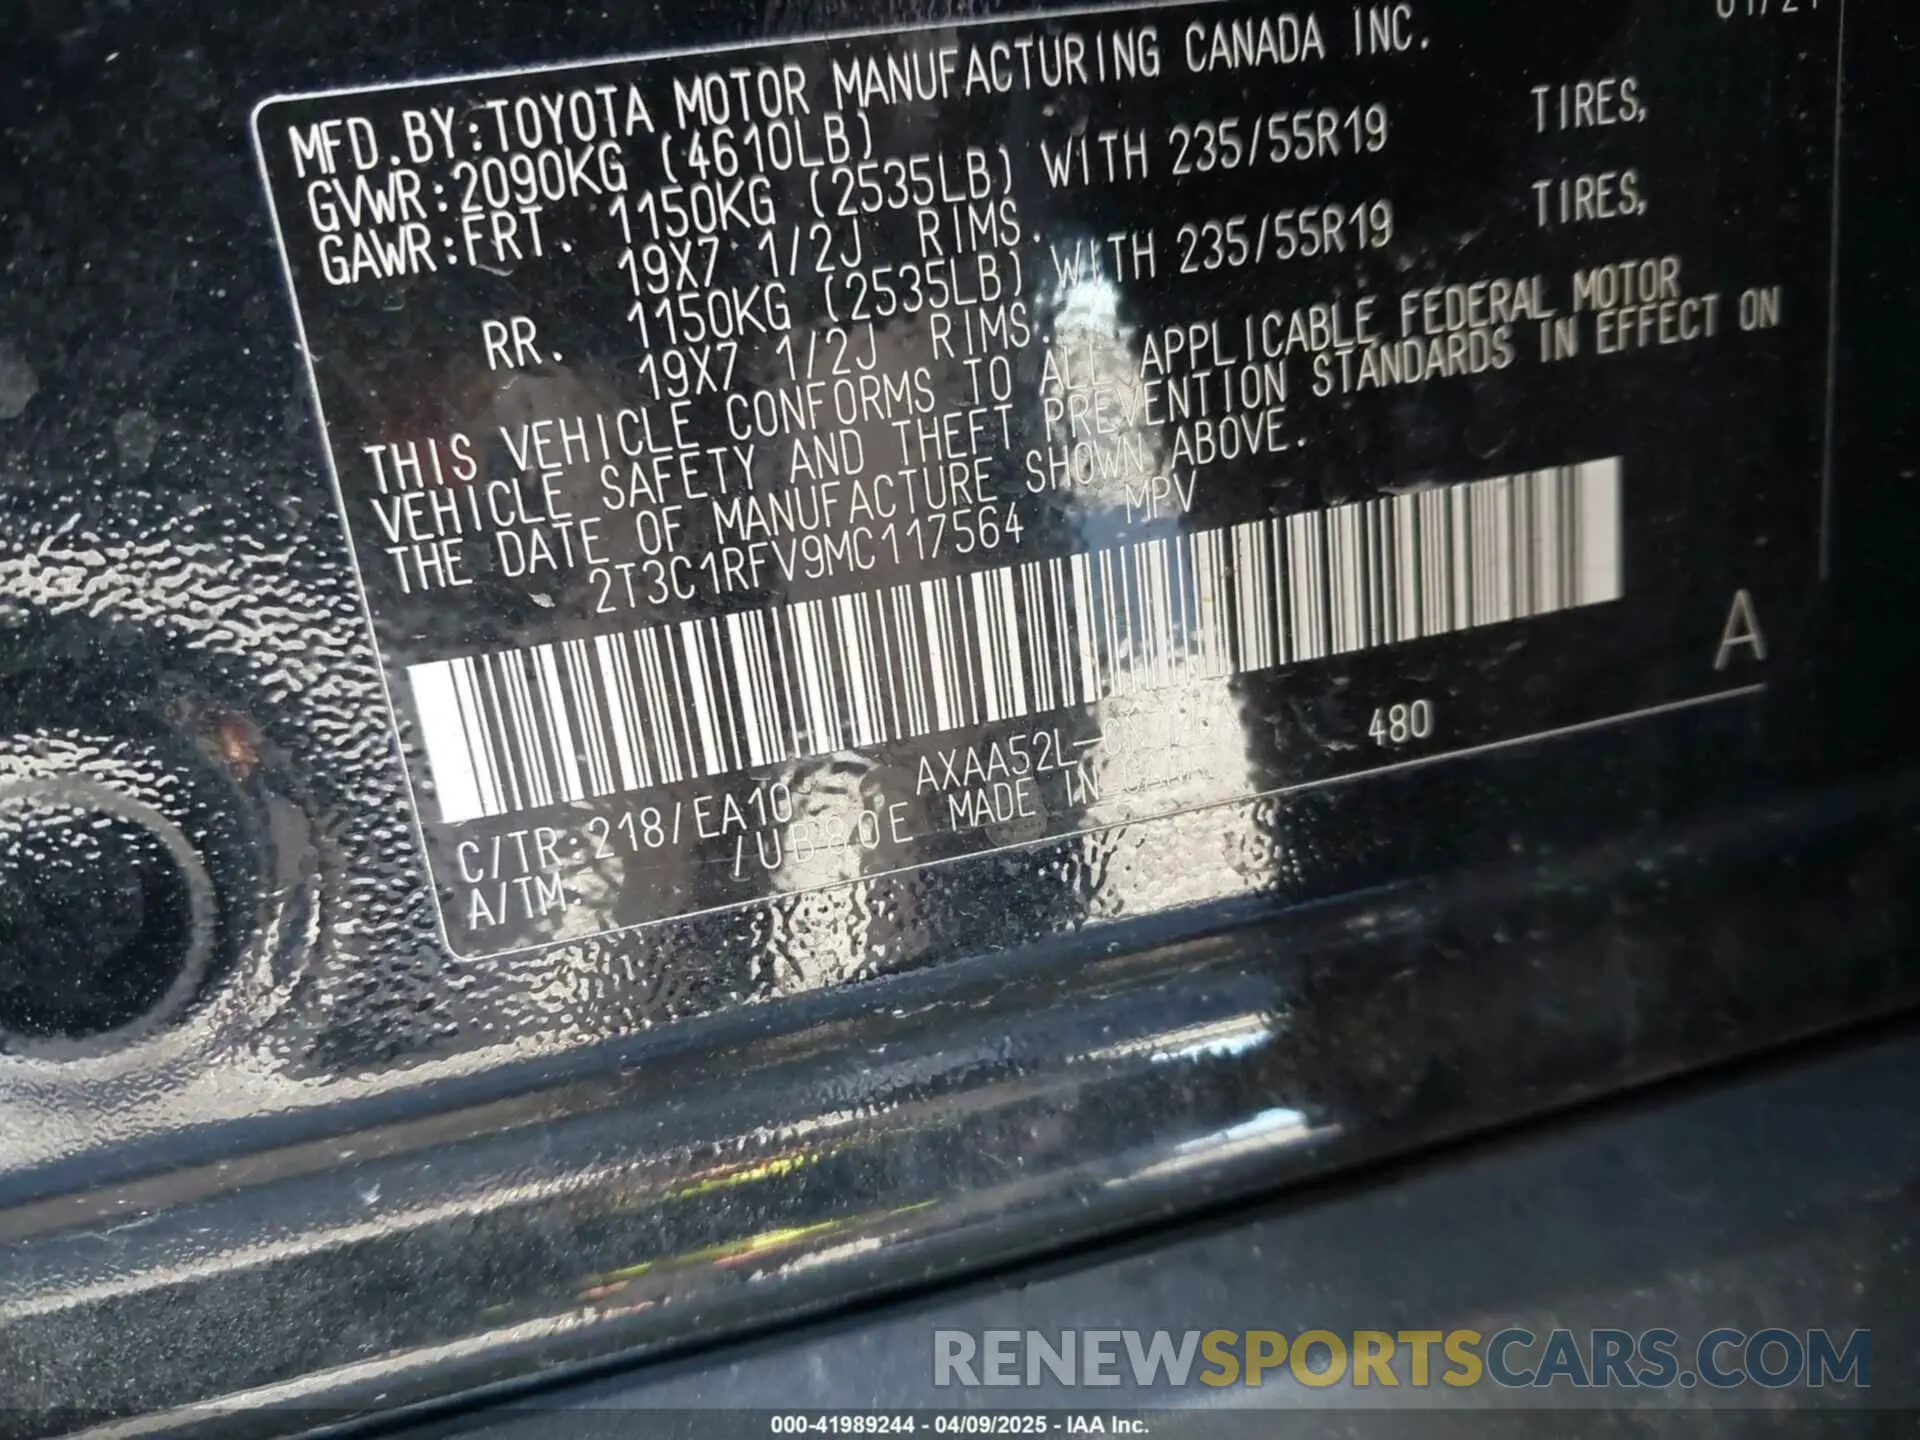 MFD.BY:TOYOTA MOTOR MANUFACTURING CANADA INC.
GVWR:2090KG (4610LB)
GAWR:FRT. 1150KG (2535LB) WITH 235/55R19 TIRES,
19X7 1/2J RIMS.
RR. 1150KG (2535LB) WITH 235/55R19 TIRES,
19X7 1/2J RIMS.
THIS VEHICLE CONFORMS TO ALL APPLICABLE FEDERAL MOTOR
VEHICLE SAFETY AND THEFT PREVENTION STANDARDS IN EFFECT ON
THE DATE OF MANUFACTURE SHOWN ABOVE.
2T3C1RFV9MC117564 MPV
A
C/TR:218/EA10 480
A/TM: /UB80E MADE IN
RENEWSPORTSCARS.COM
000-41989244 - 04/09/2025 - IAA Inc.